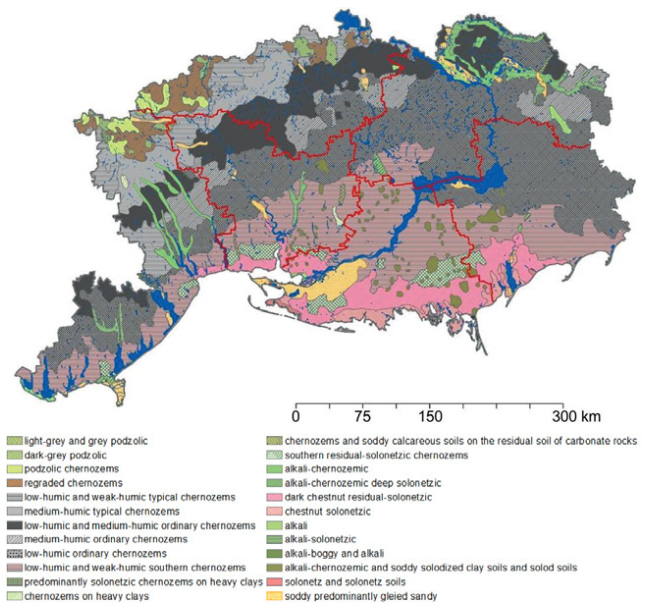 0 75 150 300 km
light-grey and grey podzolic
dark-grey podzolic
podzolic chernozems
regraded chernozems
low-humic and weak-humic typical chernozems
medium-humic typical chernozems
low-humic and medium-humic ordinary chernozems
medium-humic ordinary chernozems
low-humic ordinary chernozems
low-humic and weak-humic southern chernozems
predominantly solonetzic chernozems on heavy clays
chernozems on heavy clays
chernozems and soddy calcareous soils on the residual soil of carbonate rocks
southern residual-solonetzic chernozems
alkali-chernozemic
alkali-chernozemic deep solonetzic
dark chestnut residual-solonetzic
chestnut solonetzic
alkali
alkali-solonetzic
alkali-boggy and alkali
alkali-chernozemic and soddy solodized clay soils and solod soils
solonetz and solonetz soils
soddy predominantly gleied sandy